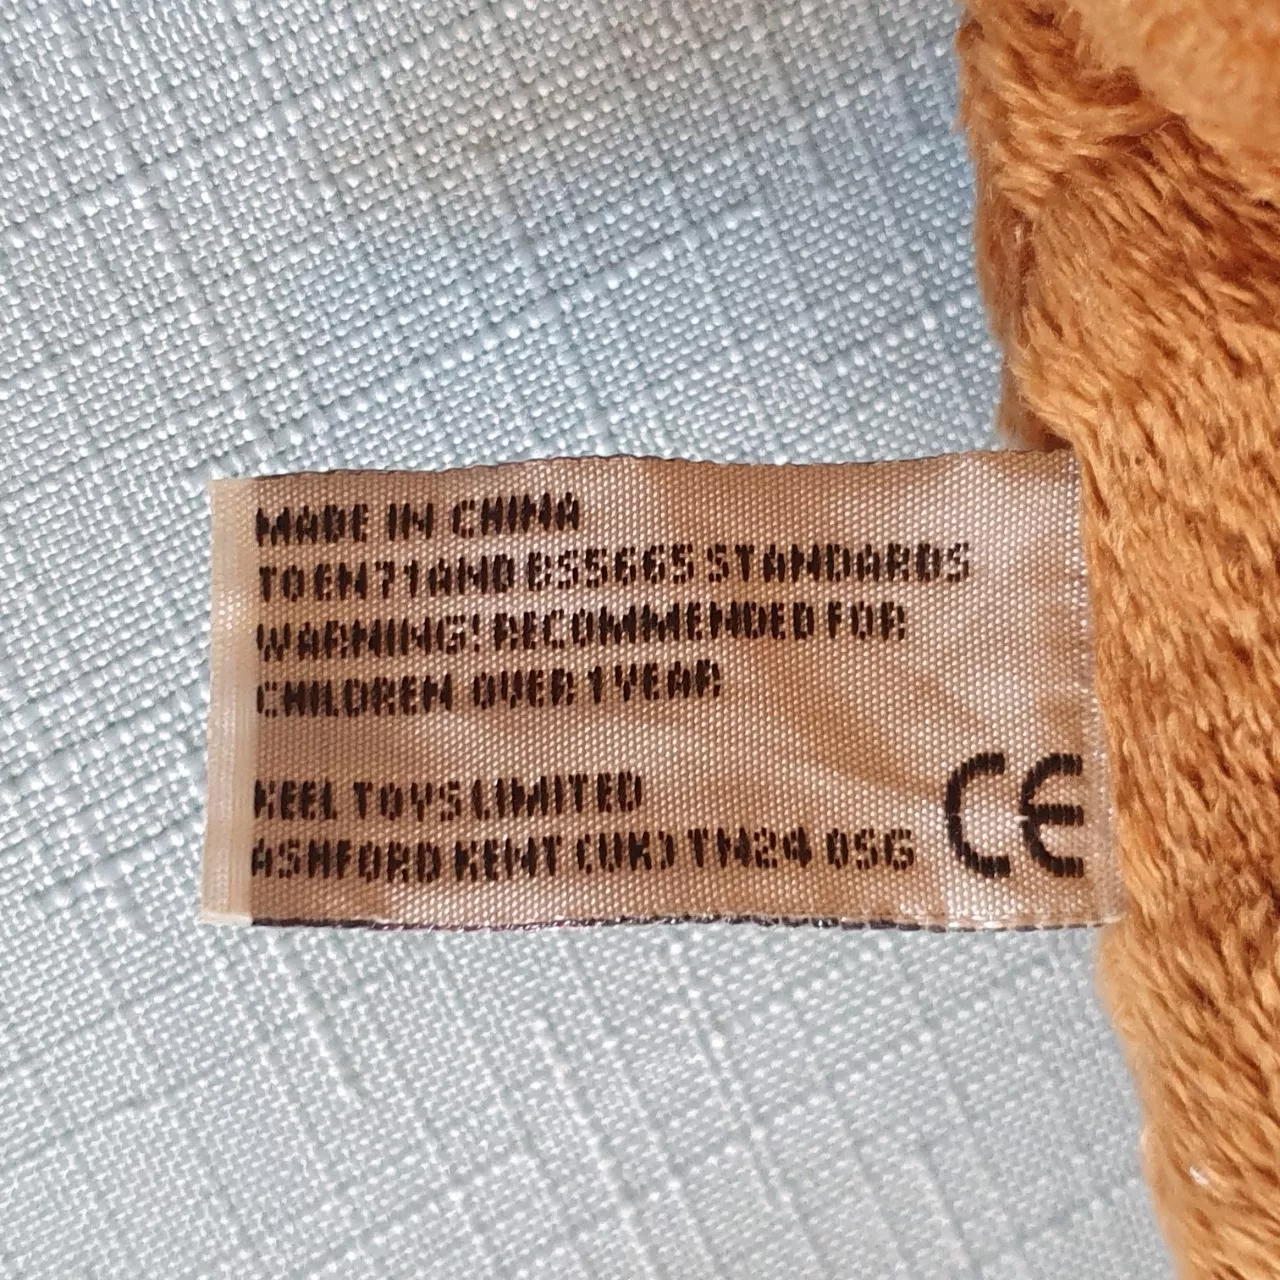 MADE IN CHINA
TO EN71 AND BS5665 STANDARDS
WARNING! RECOMMENDED FOR
CHILDREN OVER 1 YEAR
KEEL TOYS LIMITED
ASHFORD KENT (UK) TN24 0SG
CE